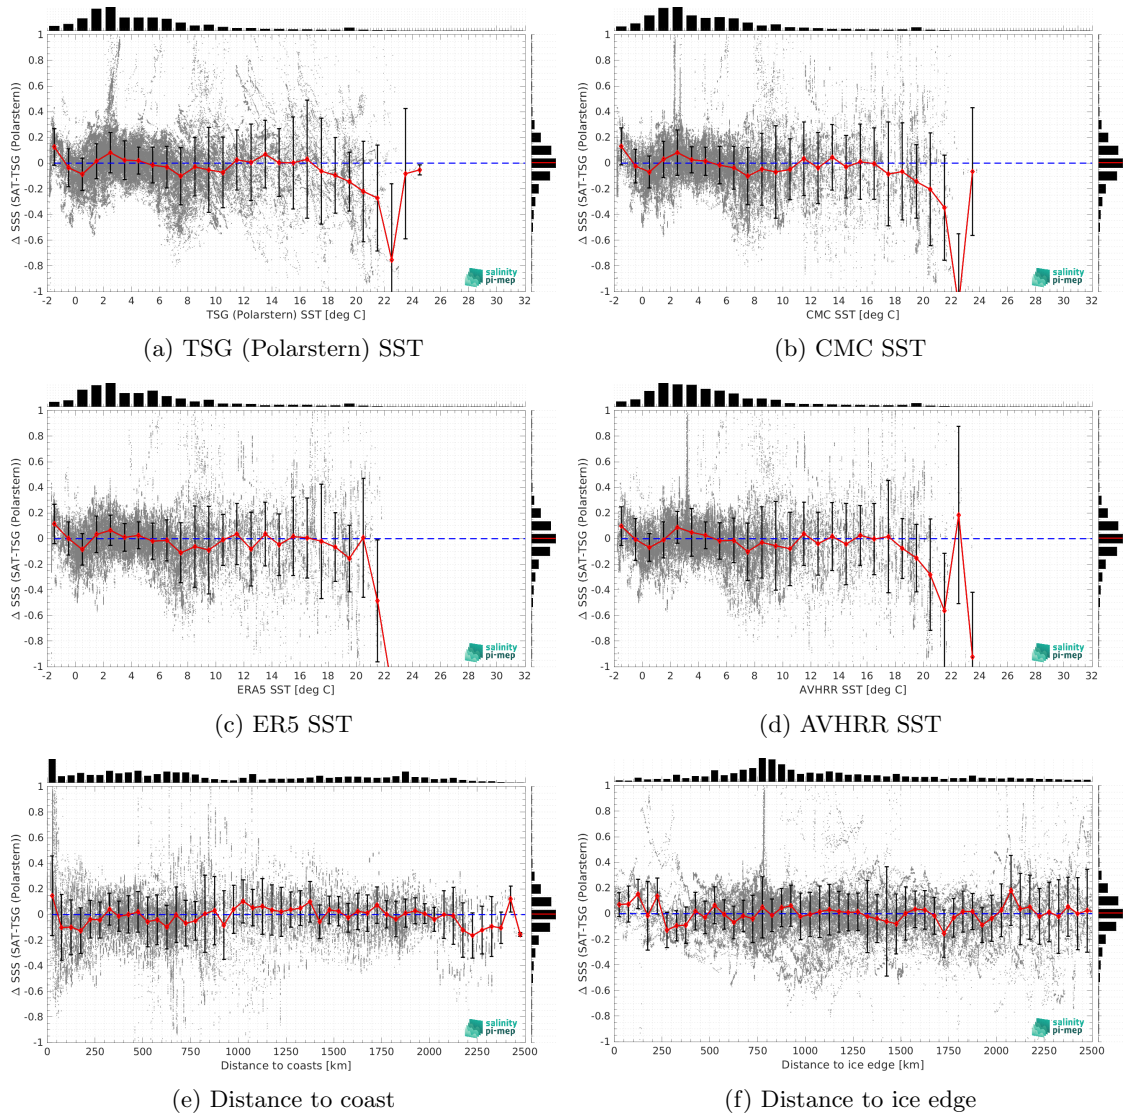 1
0.8
0.6
0.4
0.2
0
-0.2
-0.4
-0.6
-0.8
-1
Δ SSS (SAT-TSG (Polarstern))
salinity
pi-mep
-2 0 2 4 6 8 10 12 14 16 18 20 22 24 26 28 30 32
TSG (Polarstern) SST [deg C]
(a) TSG (Polarstern) SST
1
0.8
0.6
0.4
0.2
0
-0.2
-0.4
-0.6
-0.8
-1
Δ SSS (SAT-TSG (Polarstern))
salinity
pi-mep
-2 0 2 4 6 8 10 12 14 16 18 20 22 24 26 28 30 32
CMC SST [deg C]
(b) CMC SST
1
0.8
0.6
0.4
0.2
0
-0.2
-0.4
-0.6
-0.8
-1
Δ SSS (SAT-TSG (Polarstern))
salinity
pi-mep
-2 0 2 4 6 8 10 12 14 16 18 20 22 24 26 28 30 32
ERA5 SST [deg C]
(c) ER5 SST
1
0.8
0.6
0.4
0.2
0
-0.2
-0.4
-0.6
-0.8
-1
Δ SSS (SAT-TSG (Polarstern))
salinity
pi-mep
-2 0 2 4 6 8 10 12 14 16 18 20 22 24 26 28 30 32
AVHRR SST [deg C]
(d) AVHRR SST
1
0.8
0.6
0.4
0.2
0
-0.2
-0.4
-0.6
-0.8
-1
Δ SSS (SAT-TSG (Polarstern))
salinity
pi-mep
0 250 500 750 1000 1250 1500 1750 2000 2250 2500
Distance to coasts [km]
(e) Distance to coast
1
0.8
0.6
0.4
0.2
0
-0.2
-0.4
-0.6
-0.8
-1
Δ SSS (SAT-TSG (Polarstern))
salinity
pi-mep
0 250 500 750 1000 1250 1500 1750 2000 2250 2500
Distance to ice edge [km]
(f) Distance to ice edge